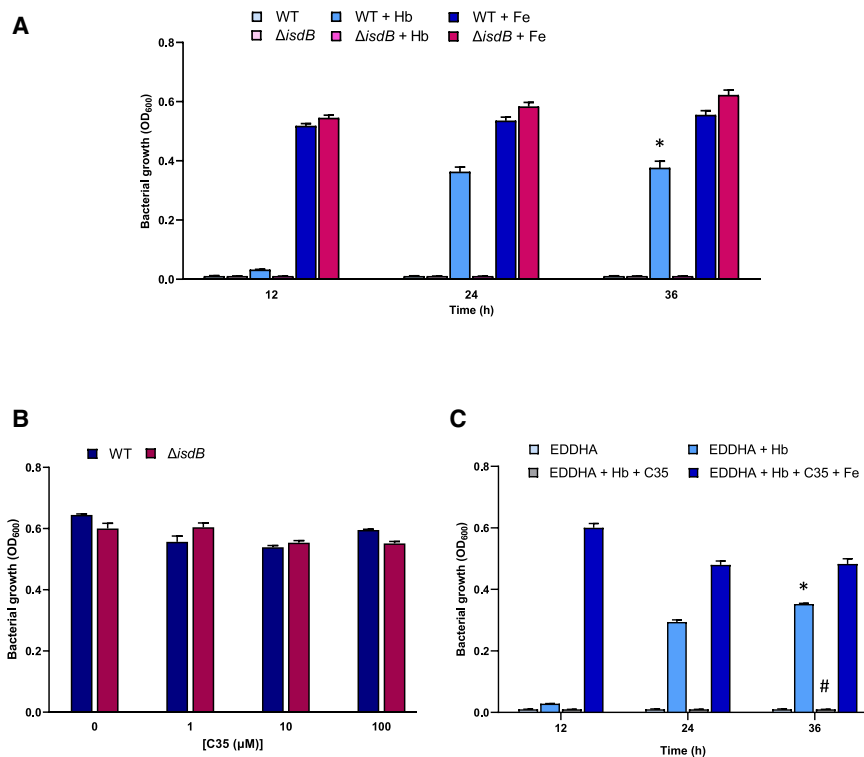 A
WT WT + Hb WT + Fe
ΔisdB ΔisdB + Hb ΔisdB + Fe
Bacterial growth (OD600)
0.8
0.6
0.4
0.2
0.0
*
12 24 36
Time (h)
B
WT ΔisdB
Bacterial growth (OD600)
0.8
0.6
0.4
0.2
0.0
0 1 10 100
[C35 (µM)]
C
EDDHA EDDHA + Hb
EDDHA + Hb + C35 EDDHA + Hb + C35 + Fe
Bacterial growth (OD600)
0.8
0.6
0.4
0.2
0.0
*
#
12 24 36
Time (h)